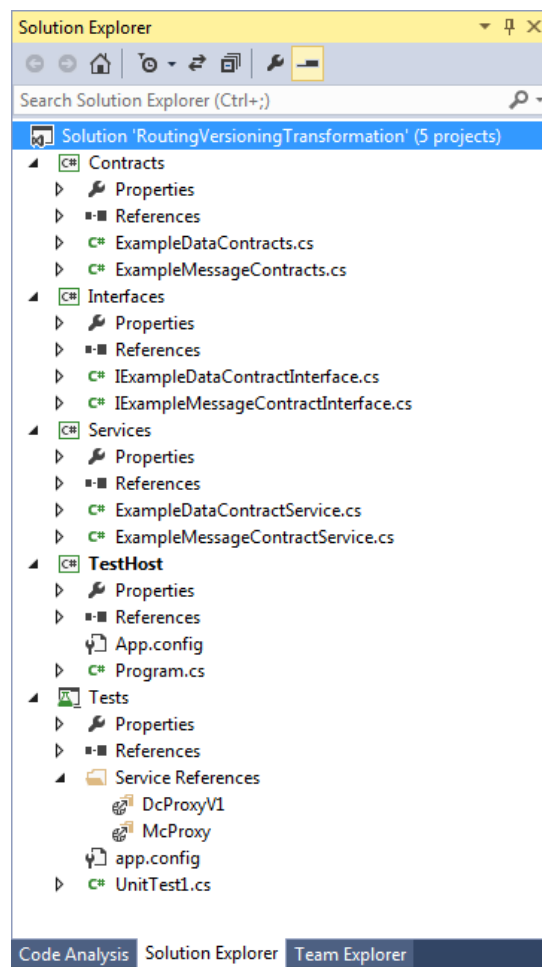 Solution Explorer
Search Solution Explorer (Ctrl+;)
Solution 'RoutingVersioningTransformation' (5 projects)
C# Contracts
Properties
References
C# ExampleDataContracts.cs
C# ExampleMessageContracts.cs
C# Interfaces
Properties
References
C# IExampleDataContractInterface.cs
C# IExampleMessageContractInterface.cs
C# Services
Properties
References
C# ExampleDataContractService.cs
C# ExampleMessageContractService.cs
C# TestHost
Properties
References
App.config
C# Program.cs
Tests
Properties
References
Service References
DcProxyV1
McProxy
app.config
C# UnitTest1.cs
Code Analysis Solution Explorer Team Explorer